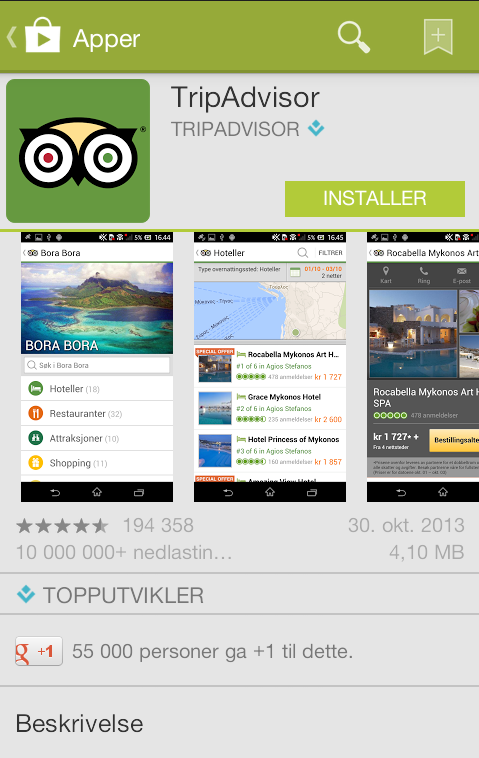 Apper
TripAdvisor
TRIPADVISOR
INSTALLER
16.44
Bora Bora
BORA BORA
Søk i Bora Bora
Hoteller (18)
Restauranter (32)
Attraksjoner (10)
Shopping (11)
5% 16.45
Hoteller
FILTRER
Type overnattingssted: Hoteller
01/10 - 03/10
2 netter
Μύκονος - Τήνος
SPECIAL OFFER
Rocabella Mykonos Art H...
#1 of 6 in Agios Stefanos
478 anmeldelser kr 1 727
Grace Mykonos Hotel
#2 of 6 in Agios Stefanos
235 anmeldelser kr 2 600
Hotel Princess of Mykonos
#3 of 6 in Agios Stefanos
160 anmeldelser kr 1 857
SPECIAL OFFER
Rocabella Mykonos Art H
Kart
Ring
E-post
Rocabella Mykonos Art H
SPA
478 anmeldelser
kr 1 727* +
Fra 4 nettsteder
Bestillingsalte
194 358
30. okt. 2013
10 000 000+ nedlastin…
4,10 MB
TOPPUTVIKLER
g +1
55 000 personer ga +1 til dette.
Beskrivelse